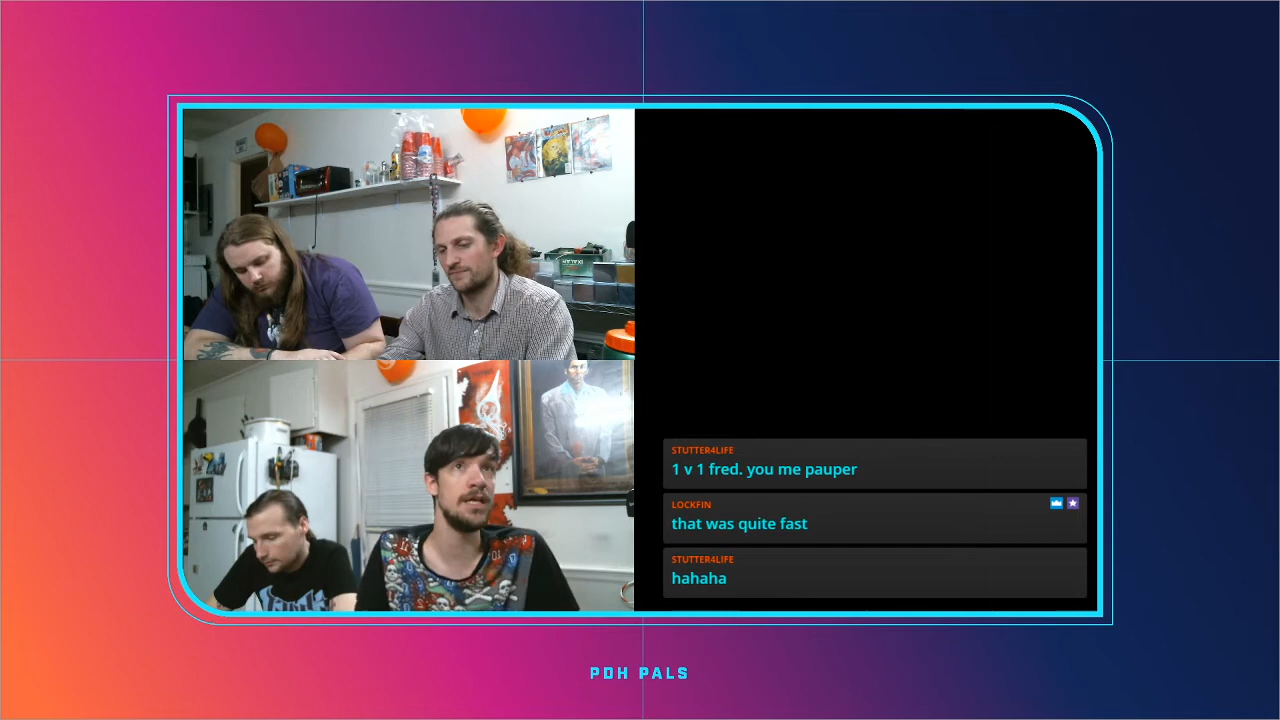 STUTTER4LIFE
1 v 1 fred. you me pauper
LOCKFIN
that was quite fast
STUTTER4LIFE
hahaha
PDH PALS